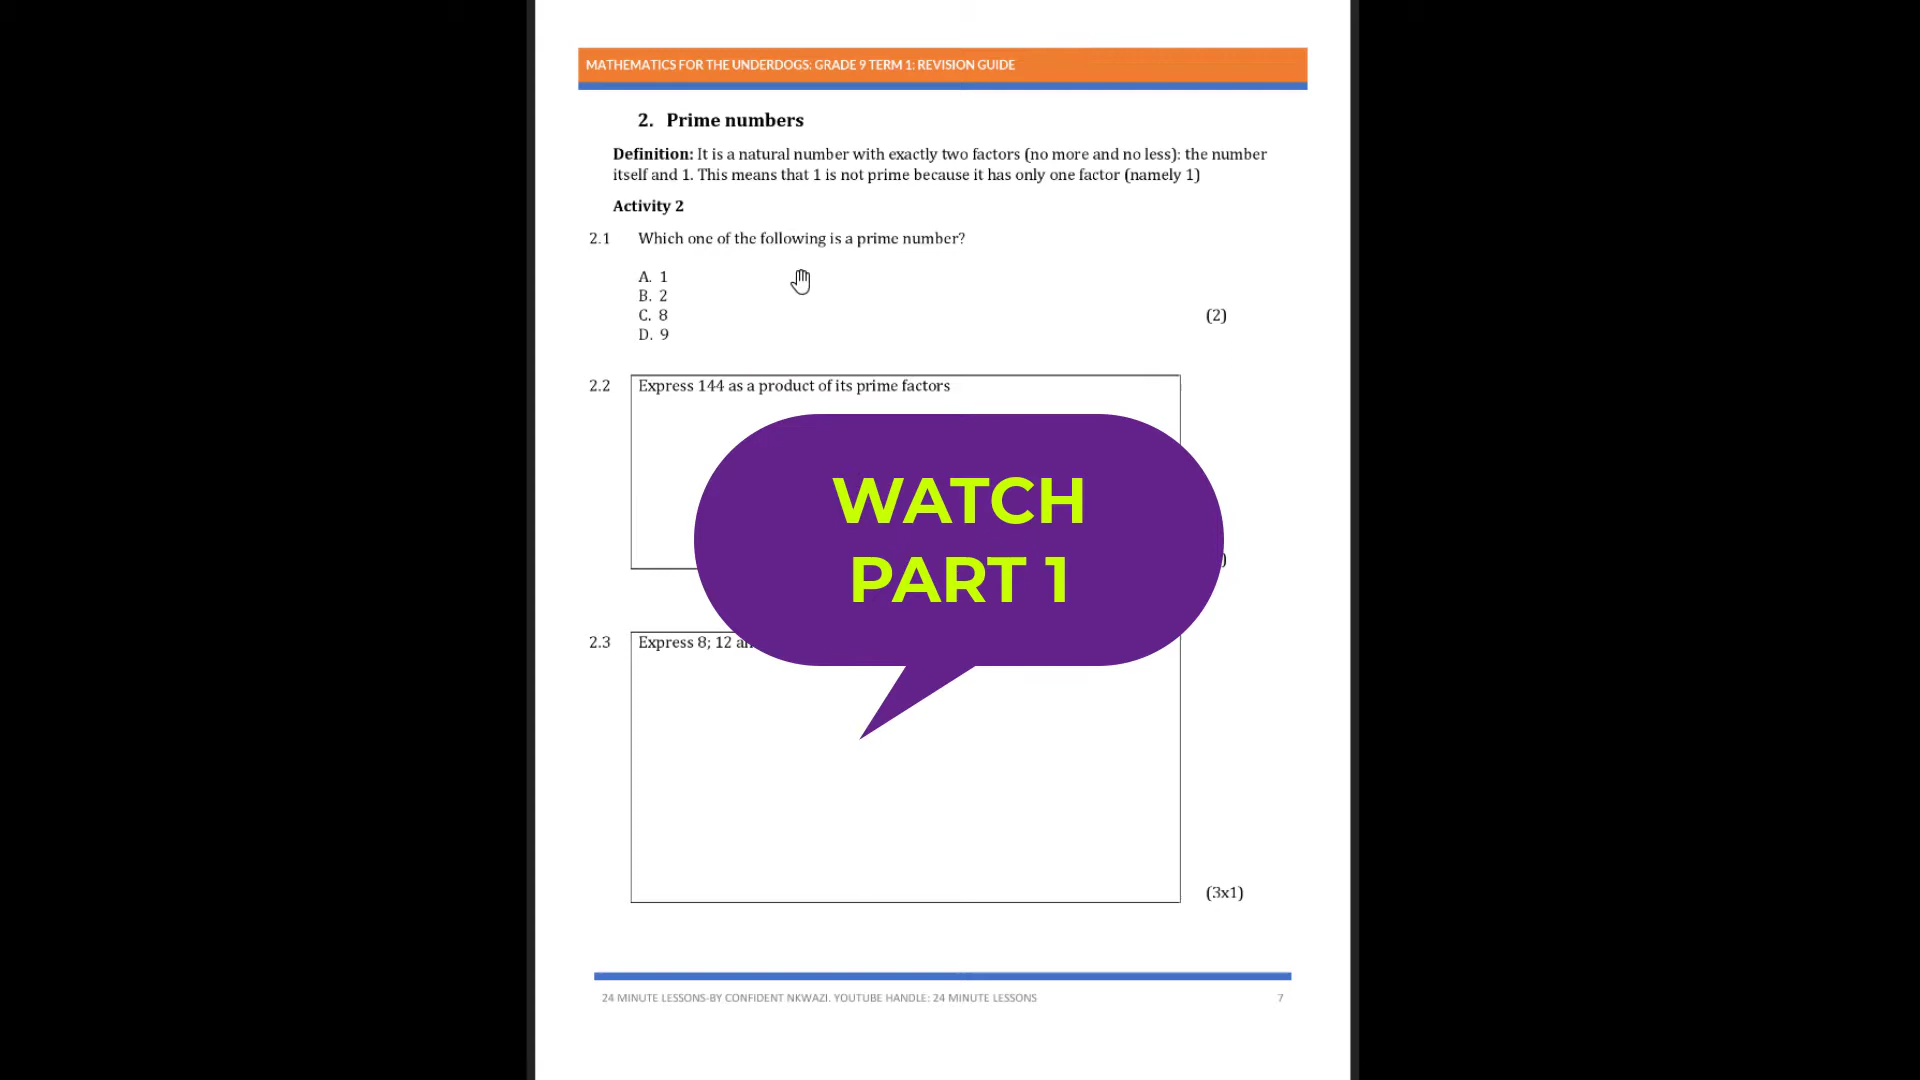 MATHEMATICS FOR THE UNDERDOGS: GRADE 9 TERM 1: REVISION GUIDE
2. Prime numbers
Definition: It is a natural number with exactly two factors (no more and no less): the number
itself and 1. This means that 1 is not prime because it has only one factor (namely 1)
Activity 2
2.1 Which one of the following is a prime number?
A. 1
B. 2
C. 8 (2)
D. 9
2.2 Express 144 as a product of its prime factors
WATCH
PART 1
)
2.3 Express 8; 12
(3x1)
24 MINUTE LESSONS-BY CONFIDENT NKWAZI. YOUTUBE HANDLE: 24 MINUTE LESSONS 7